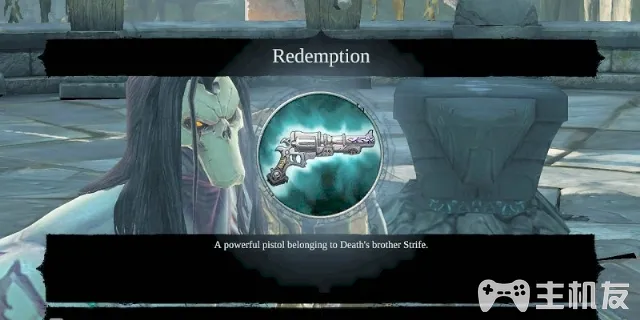 Redemption
A powerful pistol belonging to Death's brother Strife.
主机友